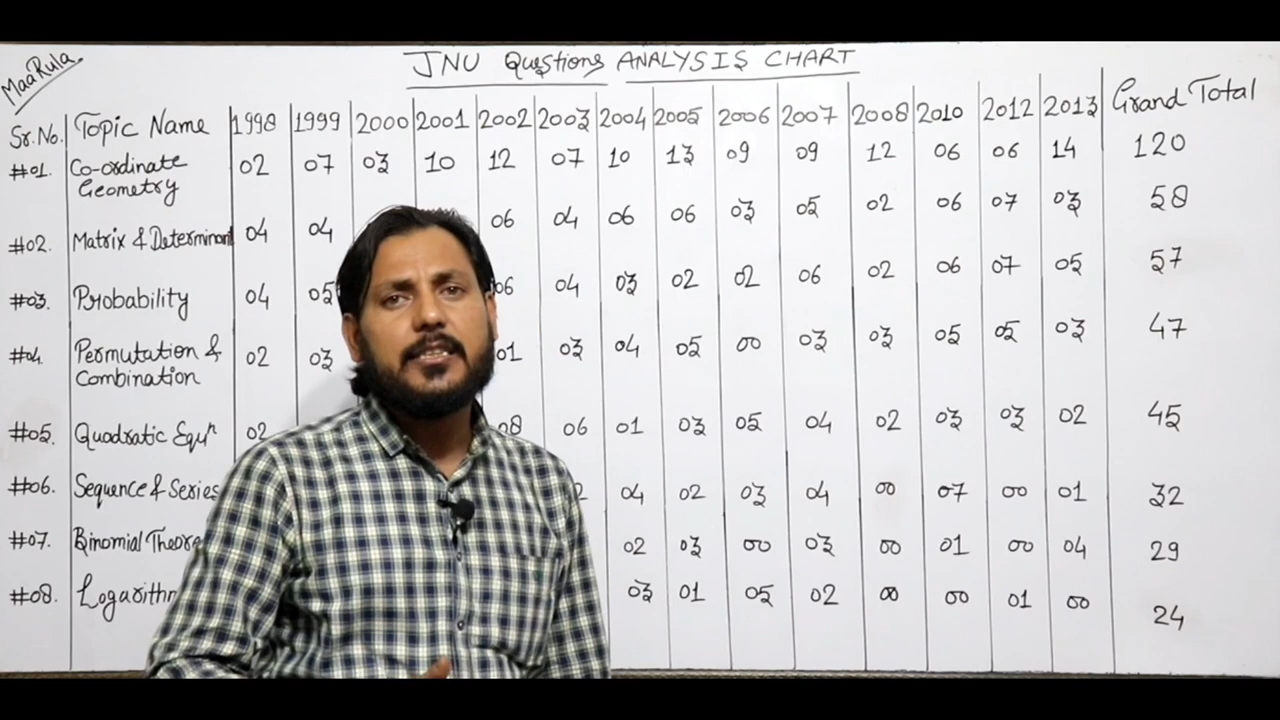 MaaRula
JNU Questions ANALYSIS CHART
Sr.No. Topic Name 1998 1999 2000 2001 2002 2003 2004 2005 2006 2007 2008 2010 2012 2013 Grand Total
#01. Co-ordinate Geometry 02 07 03 10 12 07 10 13 09 09 12 06 06 14 120
#02. Matrix & Determinant 04 04 06 04 06 06 03 05 02 06 07 03 58
#03. Probability 04 05 06 04 03 02 02 06 02 06 07 05 57
#04. Permutation & Combination 02 03 01 03 04 05 00 03 03 05 05 03 47
#05. Quadratic Equⁿ 02 08 06 01 03 05 04 02 03 03 02 45
#06. Sequence & Series 04 02 03 04 00 07 00 01 32
#07. Binomial 02 03 00 03 00 01 00 04 29
#08. 03 01 05 02 00 00 01 00 24